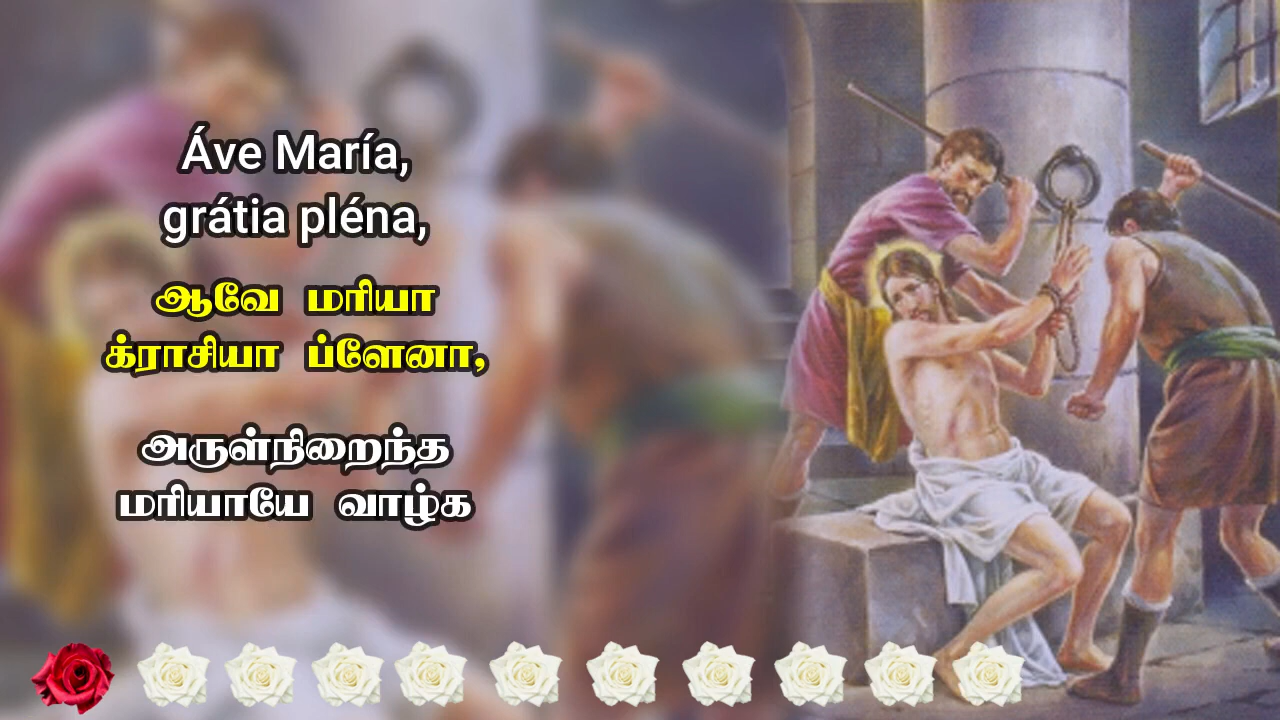 Áve María,
grátia pléna,
ஆவே மரியா
க்ராசியா ப்ளேனா,
அருள்நிறைந்த
மரியாயே வாழ்க